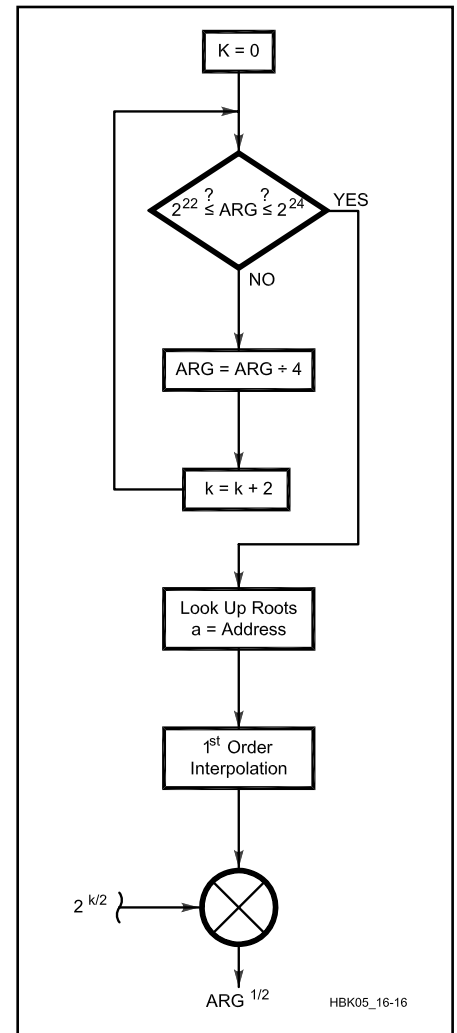 K = 0
2²² ≤? ARG ≤? 2²⁴
YES
NO
ARG = ARG ÷ 4
k = k + 2
Look Up Roots
a = Address
1st Order
Interpolation
2 k/2
ARG 1/2
HBK05_16-16